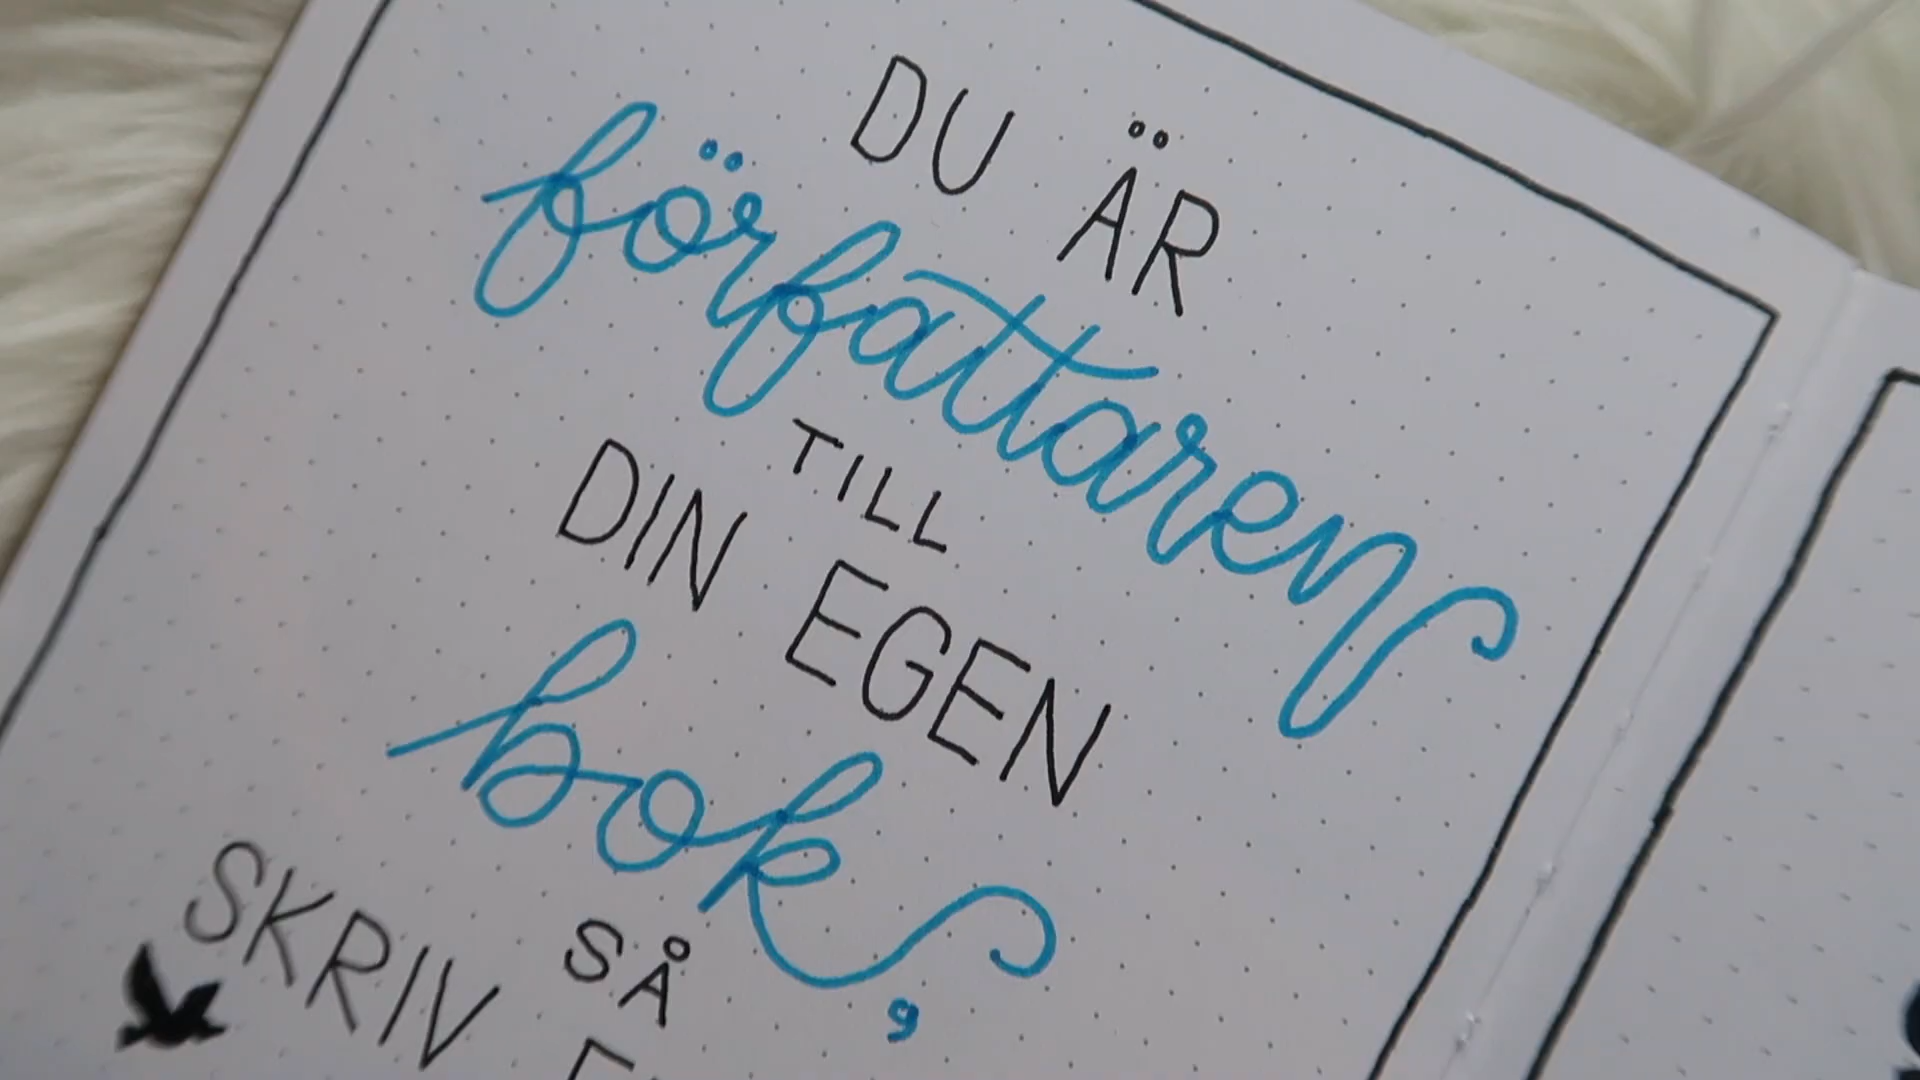 DU ÄR
författaren
TILL
DIN EGEN
bok,
SÅ
SKRIV